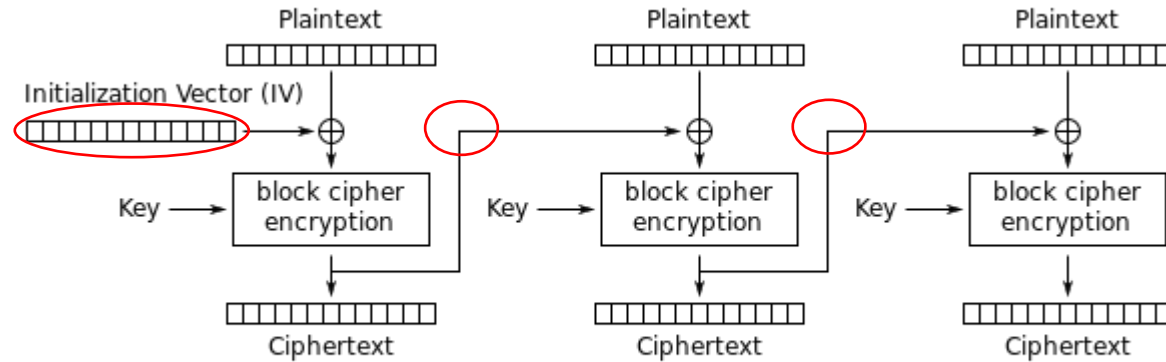 Plaintext
Plaintext
Plaintext
Initialization Vector (IV)
Key
block cipher
encryption
Key
block cipher
encryption
Key
block cipher
encryption
Ciphertext
Ciphertext
Ciphertext